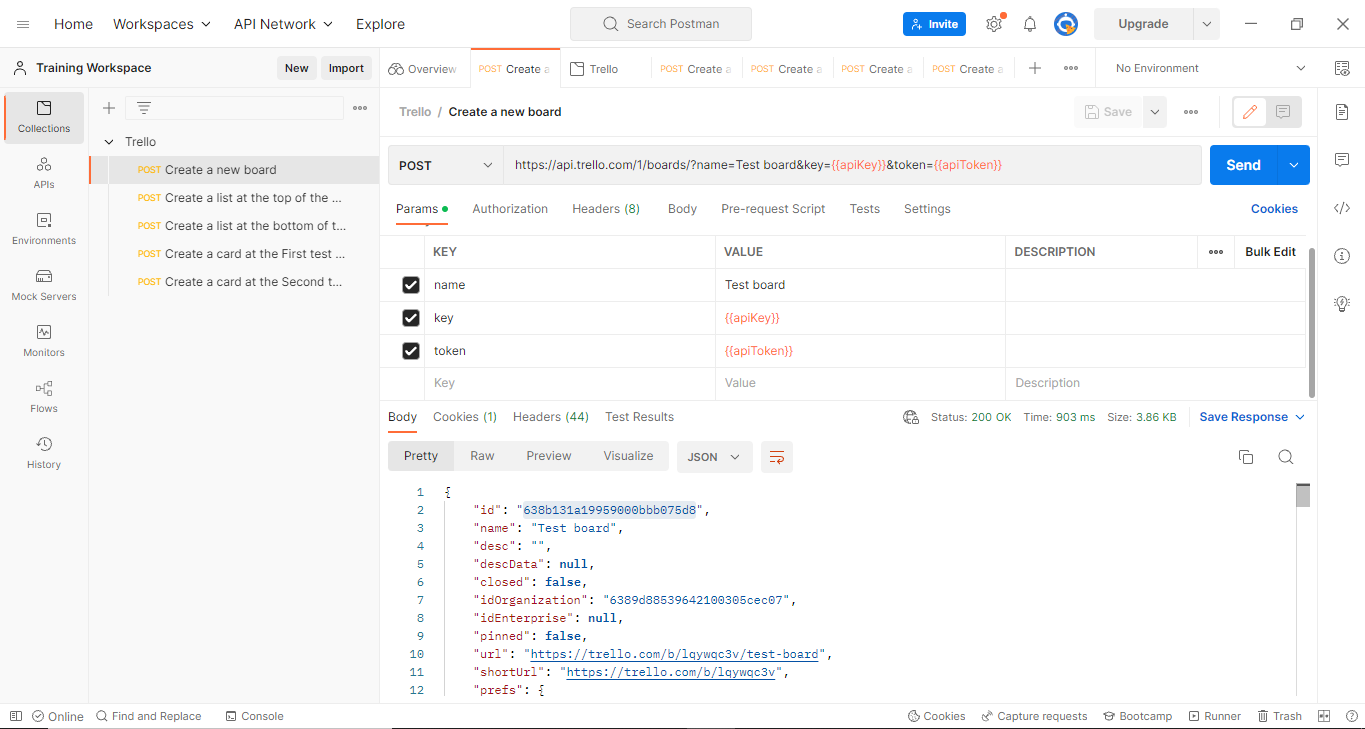 Home Workspaces API Network Explore Search Postman Invite Upgrade
Training Workspace New Import Overview POST Create a Trello POST Create a POST Create a POST Create a POST Create a No Environment
Collections
APIs
Environments
Mock Servers
Monitors
Flows
History
Trello
POST Create a new board
POST Create a list at the top of the ...
POST Create a list at the bottom of t...
POST Create a card at the First test ...
POST Create a card at the Second t...
Trello / Create a new board Save
POST https://api.trello.com/1/boards/?name=Test board&key={{apiKey}}&token={{apiToken}} Send
Params Authorization Headers (8) Body Pre-request Script Tests Settings Cookies
KEY VALUE DESCRIPTION Bulk Edit
name Test board
key {{apiKey}}
token {{apiToken}}
Key Value Description
Body Cookies (1) Headers (44) Test Results Status: 200 OK Time: 903 ms Size: 3.86 KB Save Response
Pretty Raw Preview Visualize JSON
1 {
2 "id": "638b131a19959000bbb075d8",
3 "name": "Test board",
4 "desc": "",
5 "descData": null,
6 "closed": false,
7 "idOrganization": "6389d88539642100305cec07",
8 "idEnterprise": null,
9 "pinned": false,
10 "url": "https://trello.com/b/lqywqc3v/test-board",
11 "shortUrl": "https://trello.com/b/lqywqc3v",
12 "prefs": {
Online Find and Replace Console Cookies Capture requests Bootcamp Runner Trash